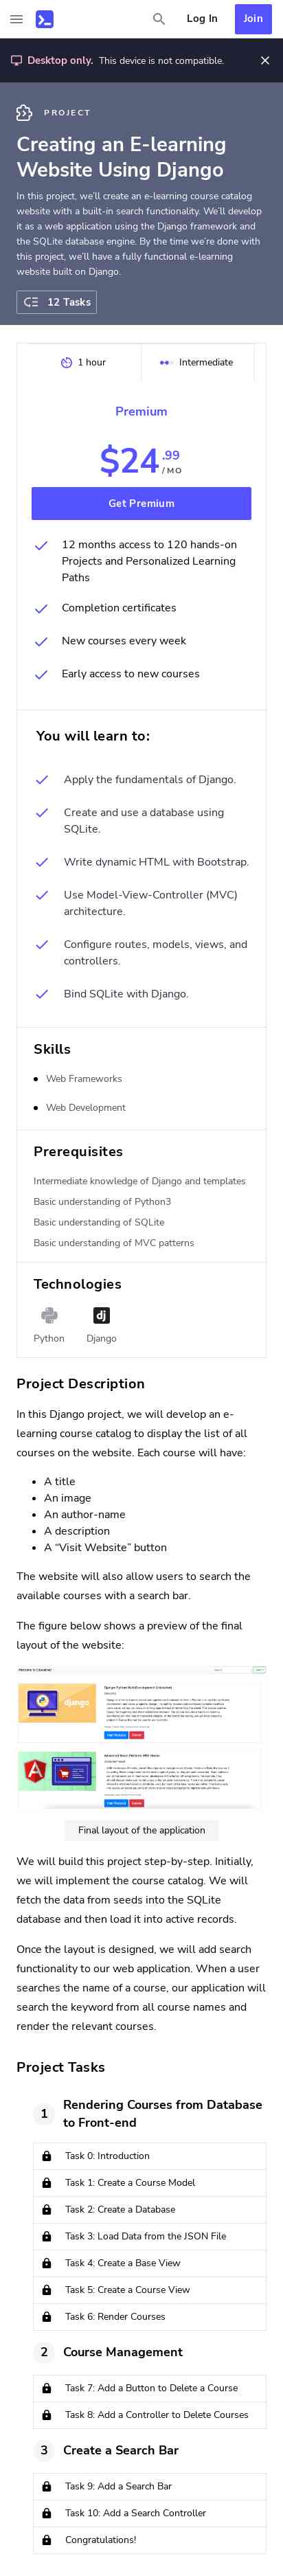 Log In
Join
Desktop only. This device is not compatible.
PROJECT
Creating an E-learning
Website Using Django
In this project, we'll create an e-learning course catalog
website with a built-in search functionality. We'll develop
it as a web application using the Django framework and
the SQLite database engine. By the time we're done with
this project, we'll have a fully functional e-learning
website built on Django.
12 Tasks
1 hour
Intermediate
Premium
$24.99
/ MO
Get Premium
12 months access to 120 hands-on
Projects and Personalized Learning
Paths
Completion certificates
New courses every week
Early access to new courses
You will learn to:
Apply the fundamentals of Django.
Create and use a database using
SQLite.
Write dynamic HTML with Bootstrap.
Use Model-View-Controller (MVC)
architecture.
Configure routes, models, views, and
controllers.
Bind SQLite with Django.
Skills
Web Frameworks
Web Development
Prerequisites
Intermediate knowledge of Django and templates
Basic understanding of Python3
Basic understanding of SQLite
Basic understanding of MVC patterns
Technologies
Python
Django
Project Description
In this Django project, we will develop an e-
learning course catalog to display the list of all
courses on the website. Each course will have:
A title
An image
An author-name
A description
A “Visit Website” button
The website will also allow users to search the
available courses with a search bar.
The figure below shows a preview of the final
layout of the website:
django
Final layout of the application
We will build this project step-by-step. Initially,
we will implement the course catalog. We will
fetch the data from seeds into the SQLite
database and then load it into active records.
Once the layout is designed, we will add search
functionality to our web application. When a user
searches the name of a course, our application will
search the keyword from all course names and
render the relevant courses.
Project Tasks
1
Rendering Courses from Database
to Front-end
Task 0: Introduction
Task 1: Create a Course Model
Task 2: Create a Database
Task 3: Load Data from the JSON File
Task 4: Create a Base View
Task 5: Create a Course View
Task 6: Render Courses
2
Course Management
Task 7: Add a Button to Delete a Course
Task 8: Add a Controller to Delete Courses
3
Create a Search Bar
Task 9: Add a Search Bar
Task 10: Add a Search Controller
Congratulations!